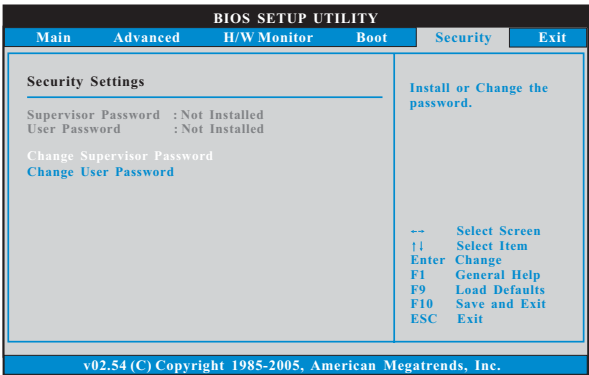 BIOS SETUP UTILITY
Main Advanced H/W Monitor Boot Security Exit
Security Settings
Supervisor Password : Not Installed
User Password : Not Installed
Change Supervisor Password
Change User Password
Install or Change the
password.
←→ Select Screen
↑↓ Select Item
Enter Change
F1 General Help
F9 Load Defaults
F10 Save and Exit
ESC Exit
v02.54 (C) Copyright 1985-2005, American Megatrends, Inc.